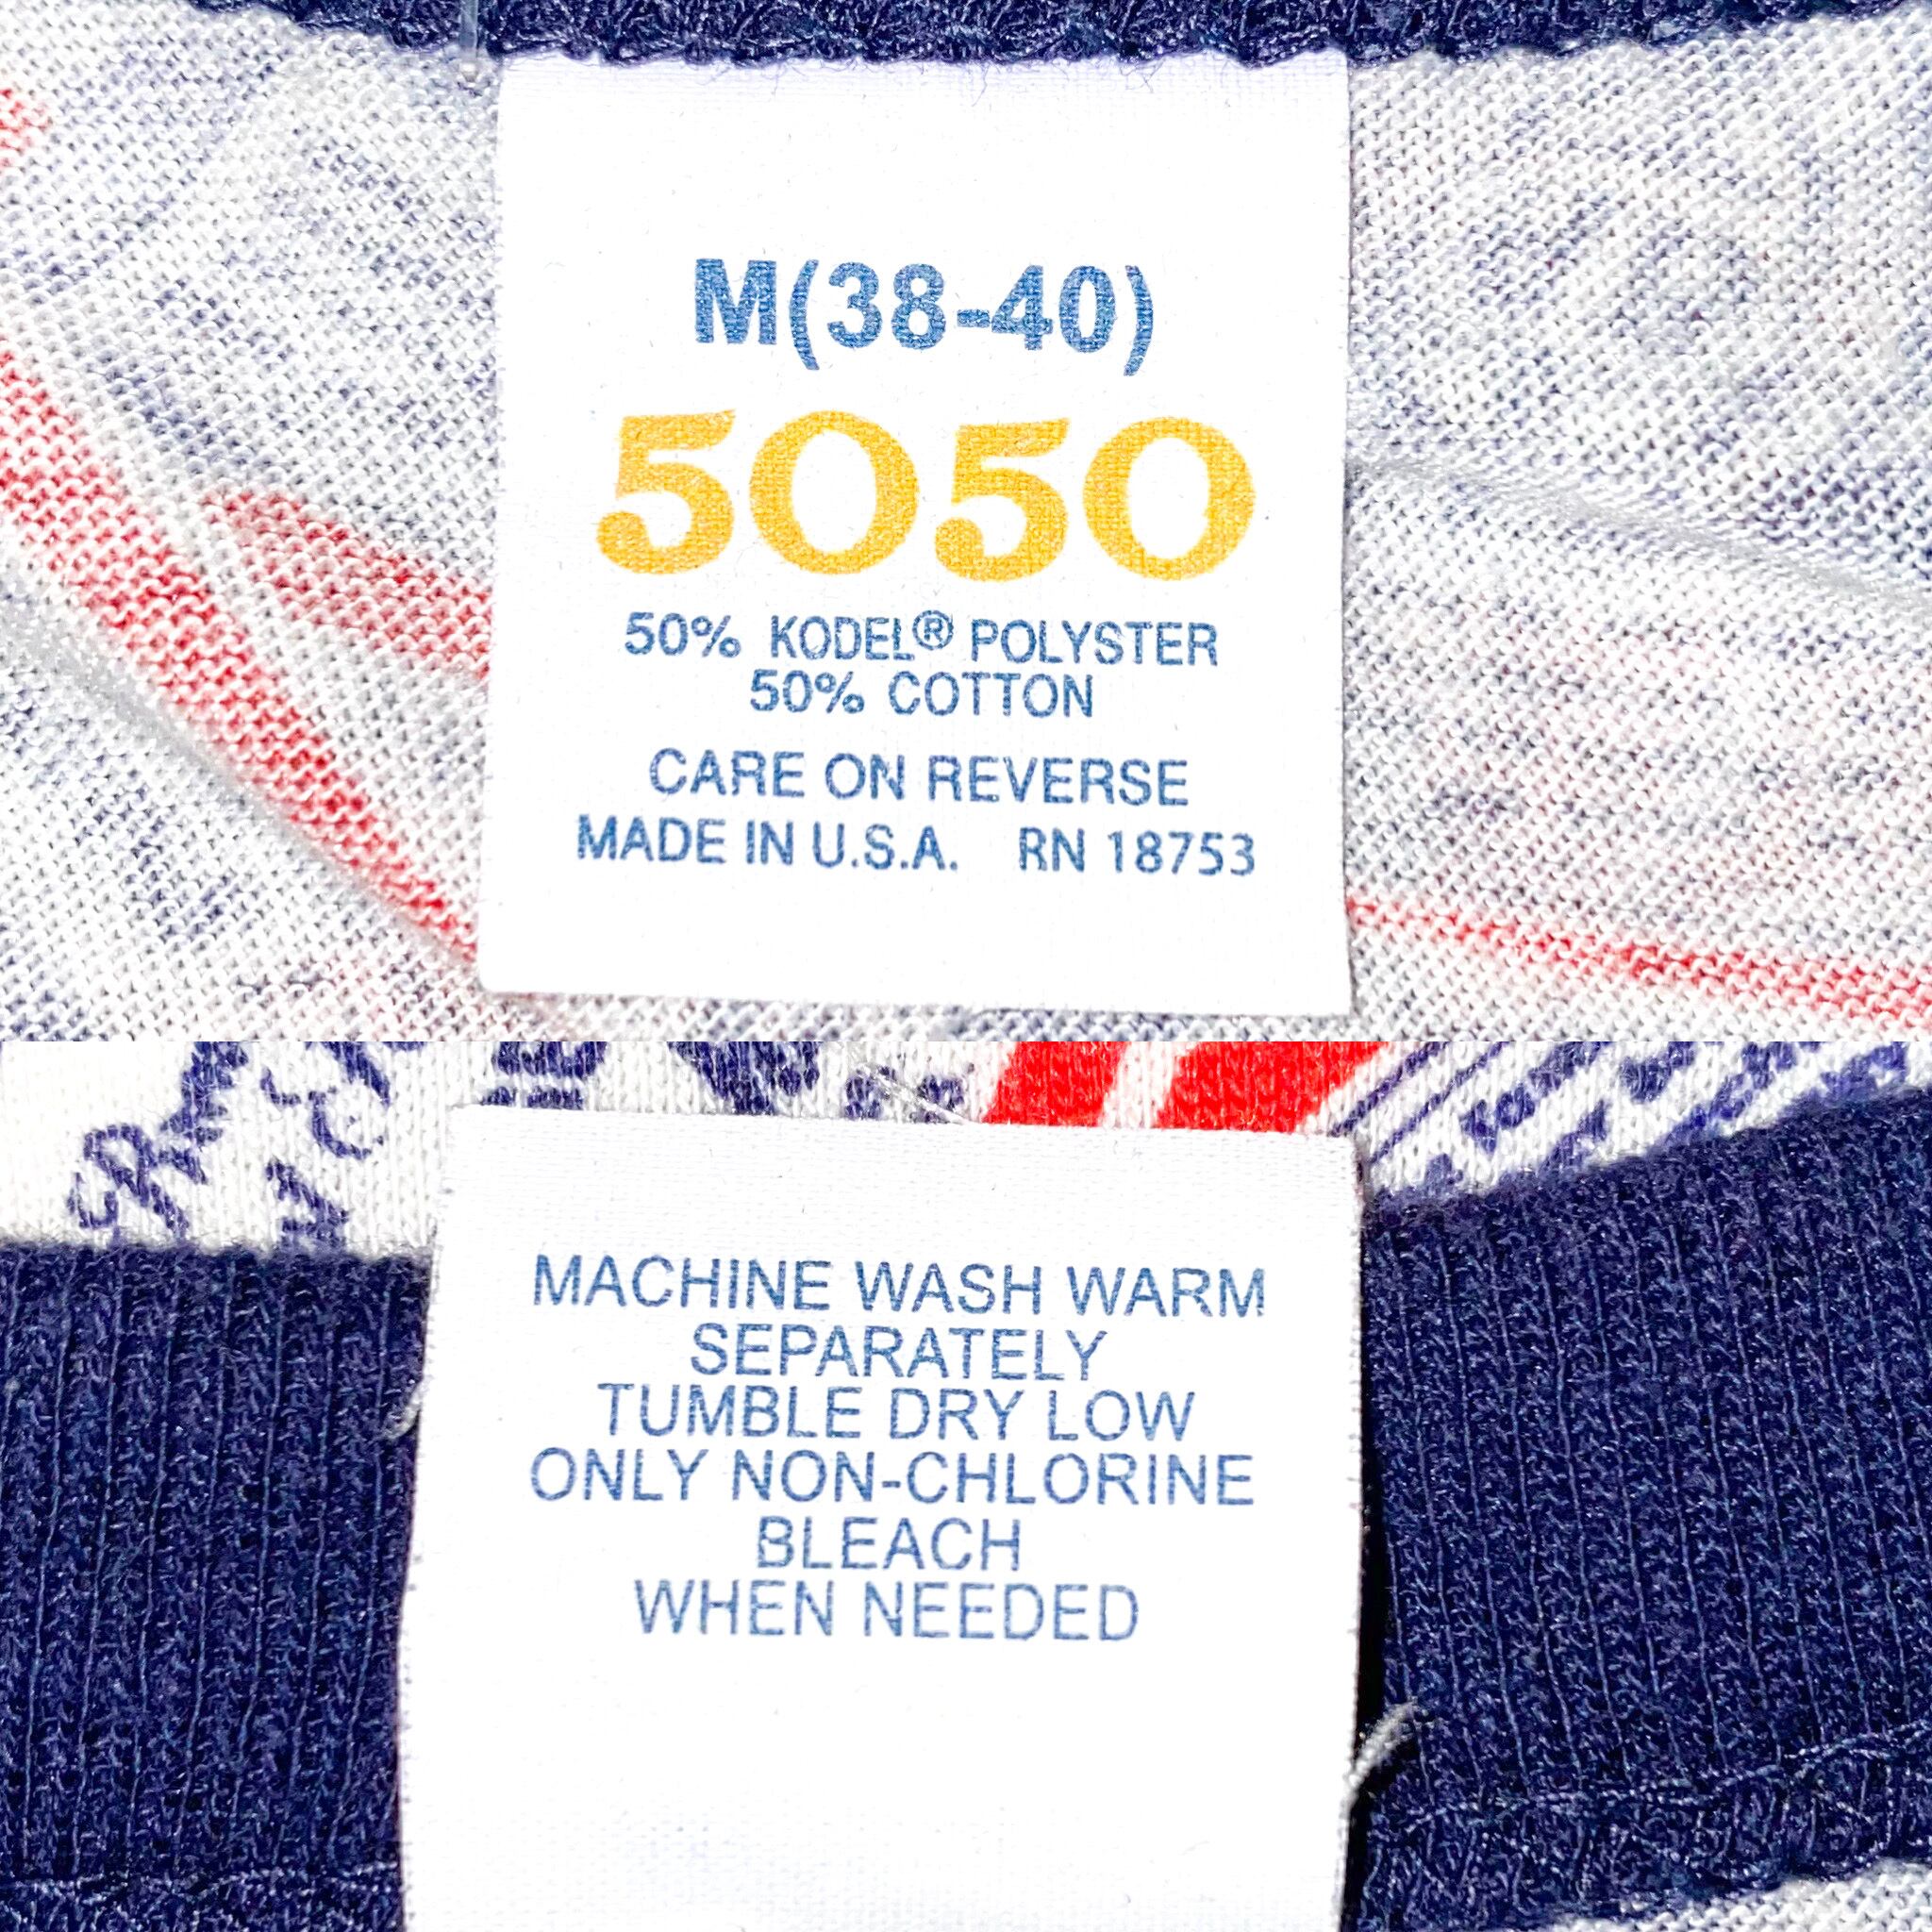 M(38-40)
5050
50% KODEL® POLYSTER
50% COTTON
CARE ON REVERSE
MADE IN U.S.A. RN 18753
MACHINE WASH WARM
SEPARATELY
TUMBLE DRY LOW
ONLY NON-CHLORINE
BLEACH
WHEN NEEDED